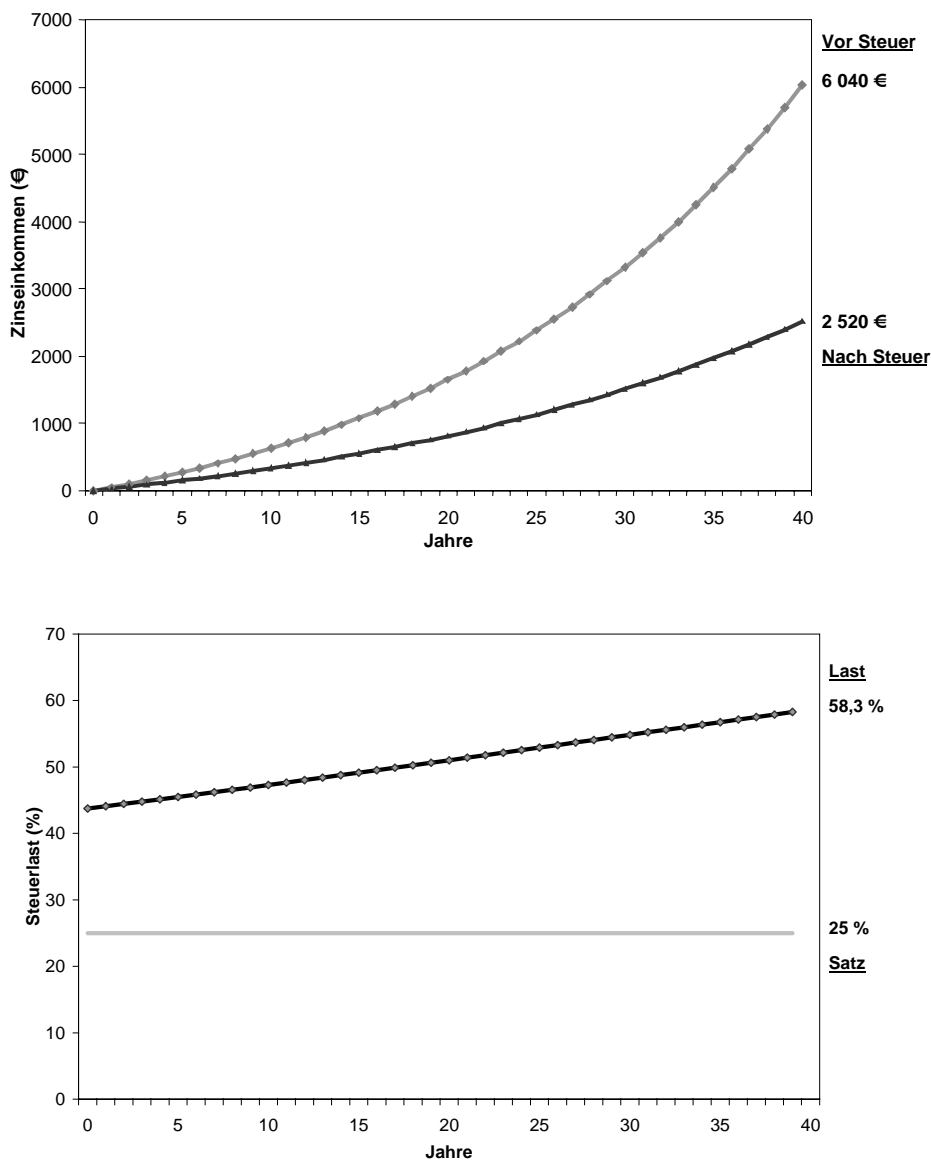 7000
6000
5000
4000
3000
2000
1000
0
Zinseinkommen (€)
0 5 10 15 20 25 30 35 40
Jahre
Vor Steuer
6 040 €
2 520 €
Nach Steuer
70
60
50
40
30
20
10
0
Steuerlast (%)
0 5 10 15 20 25 30 35 40
Jahre
Last
58,3 %
25 %
Satz